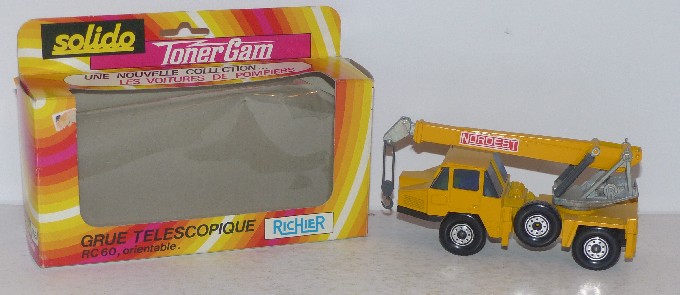 solido
TonerGam
UNE NOUVELLE COLLECTION...
LES VOITURES DE POMPIERS
GRUE TELESCOPIQUE
RC 60, orientable.
RICHIER
NORDEST